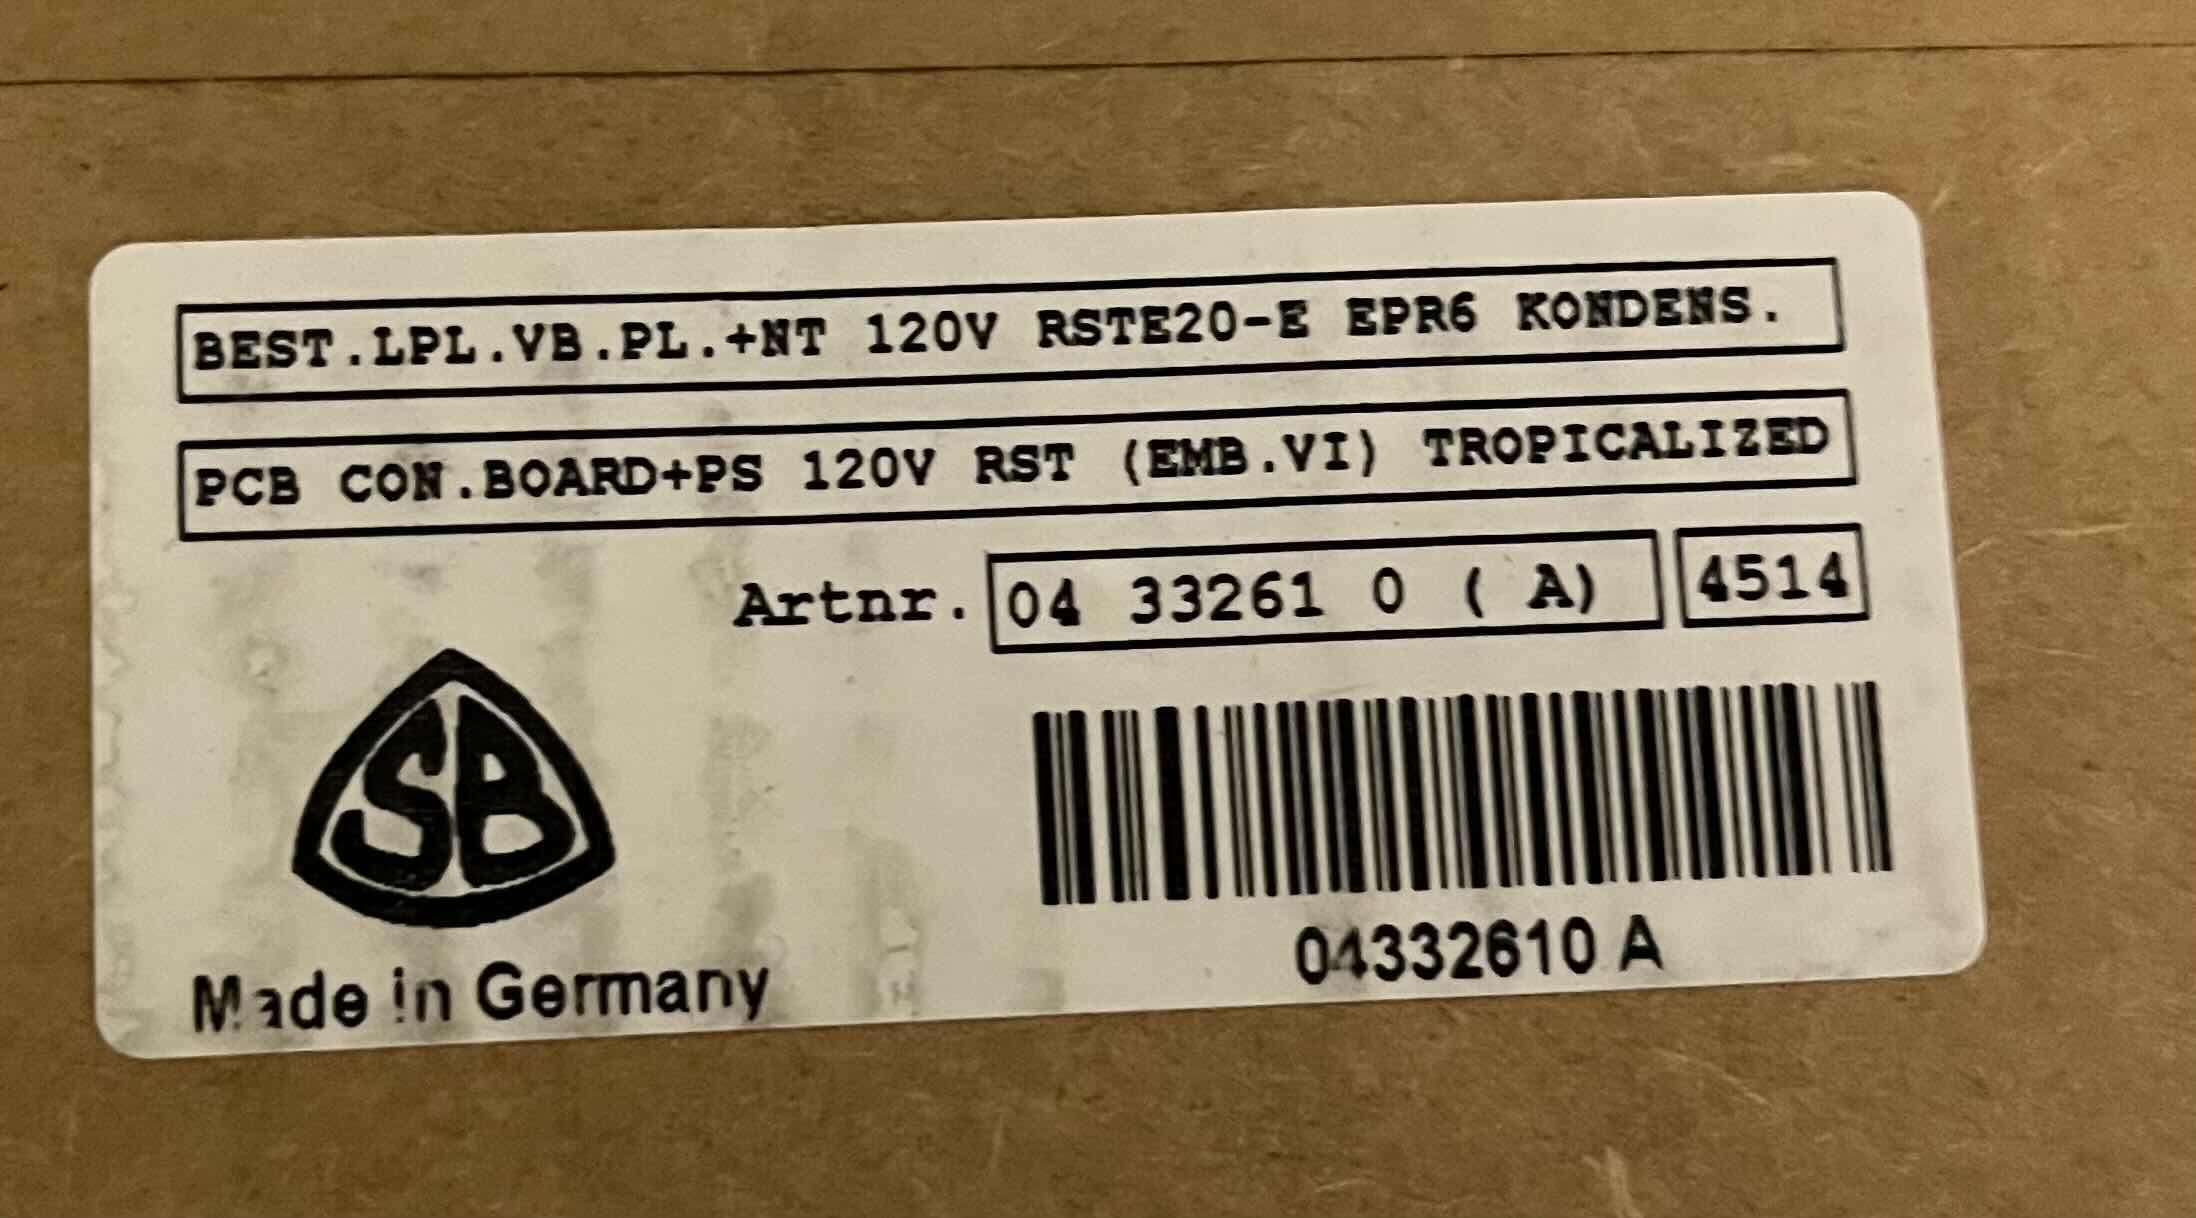 BEST.LPL.VB.PL.+NT 120V RSTE20-E EPR6 KONDENS.
PCB CON.BOARD+PS 120V RST (EMB.VI) TROPICALIZED
Artnr. 04 33261 0 ( A) 4514
SB
04332610 A
Made in Germany